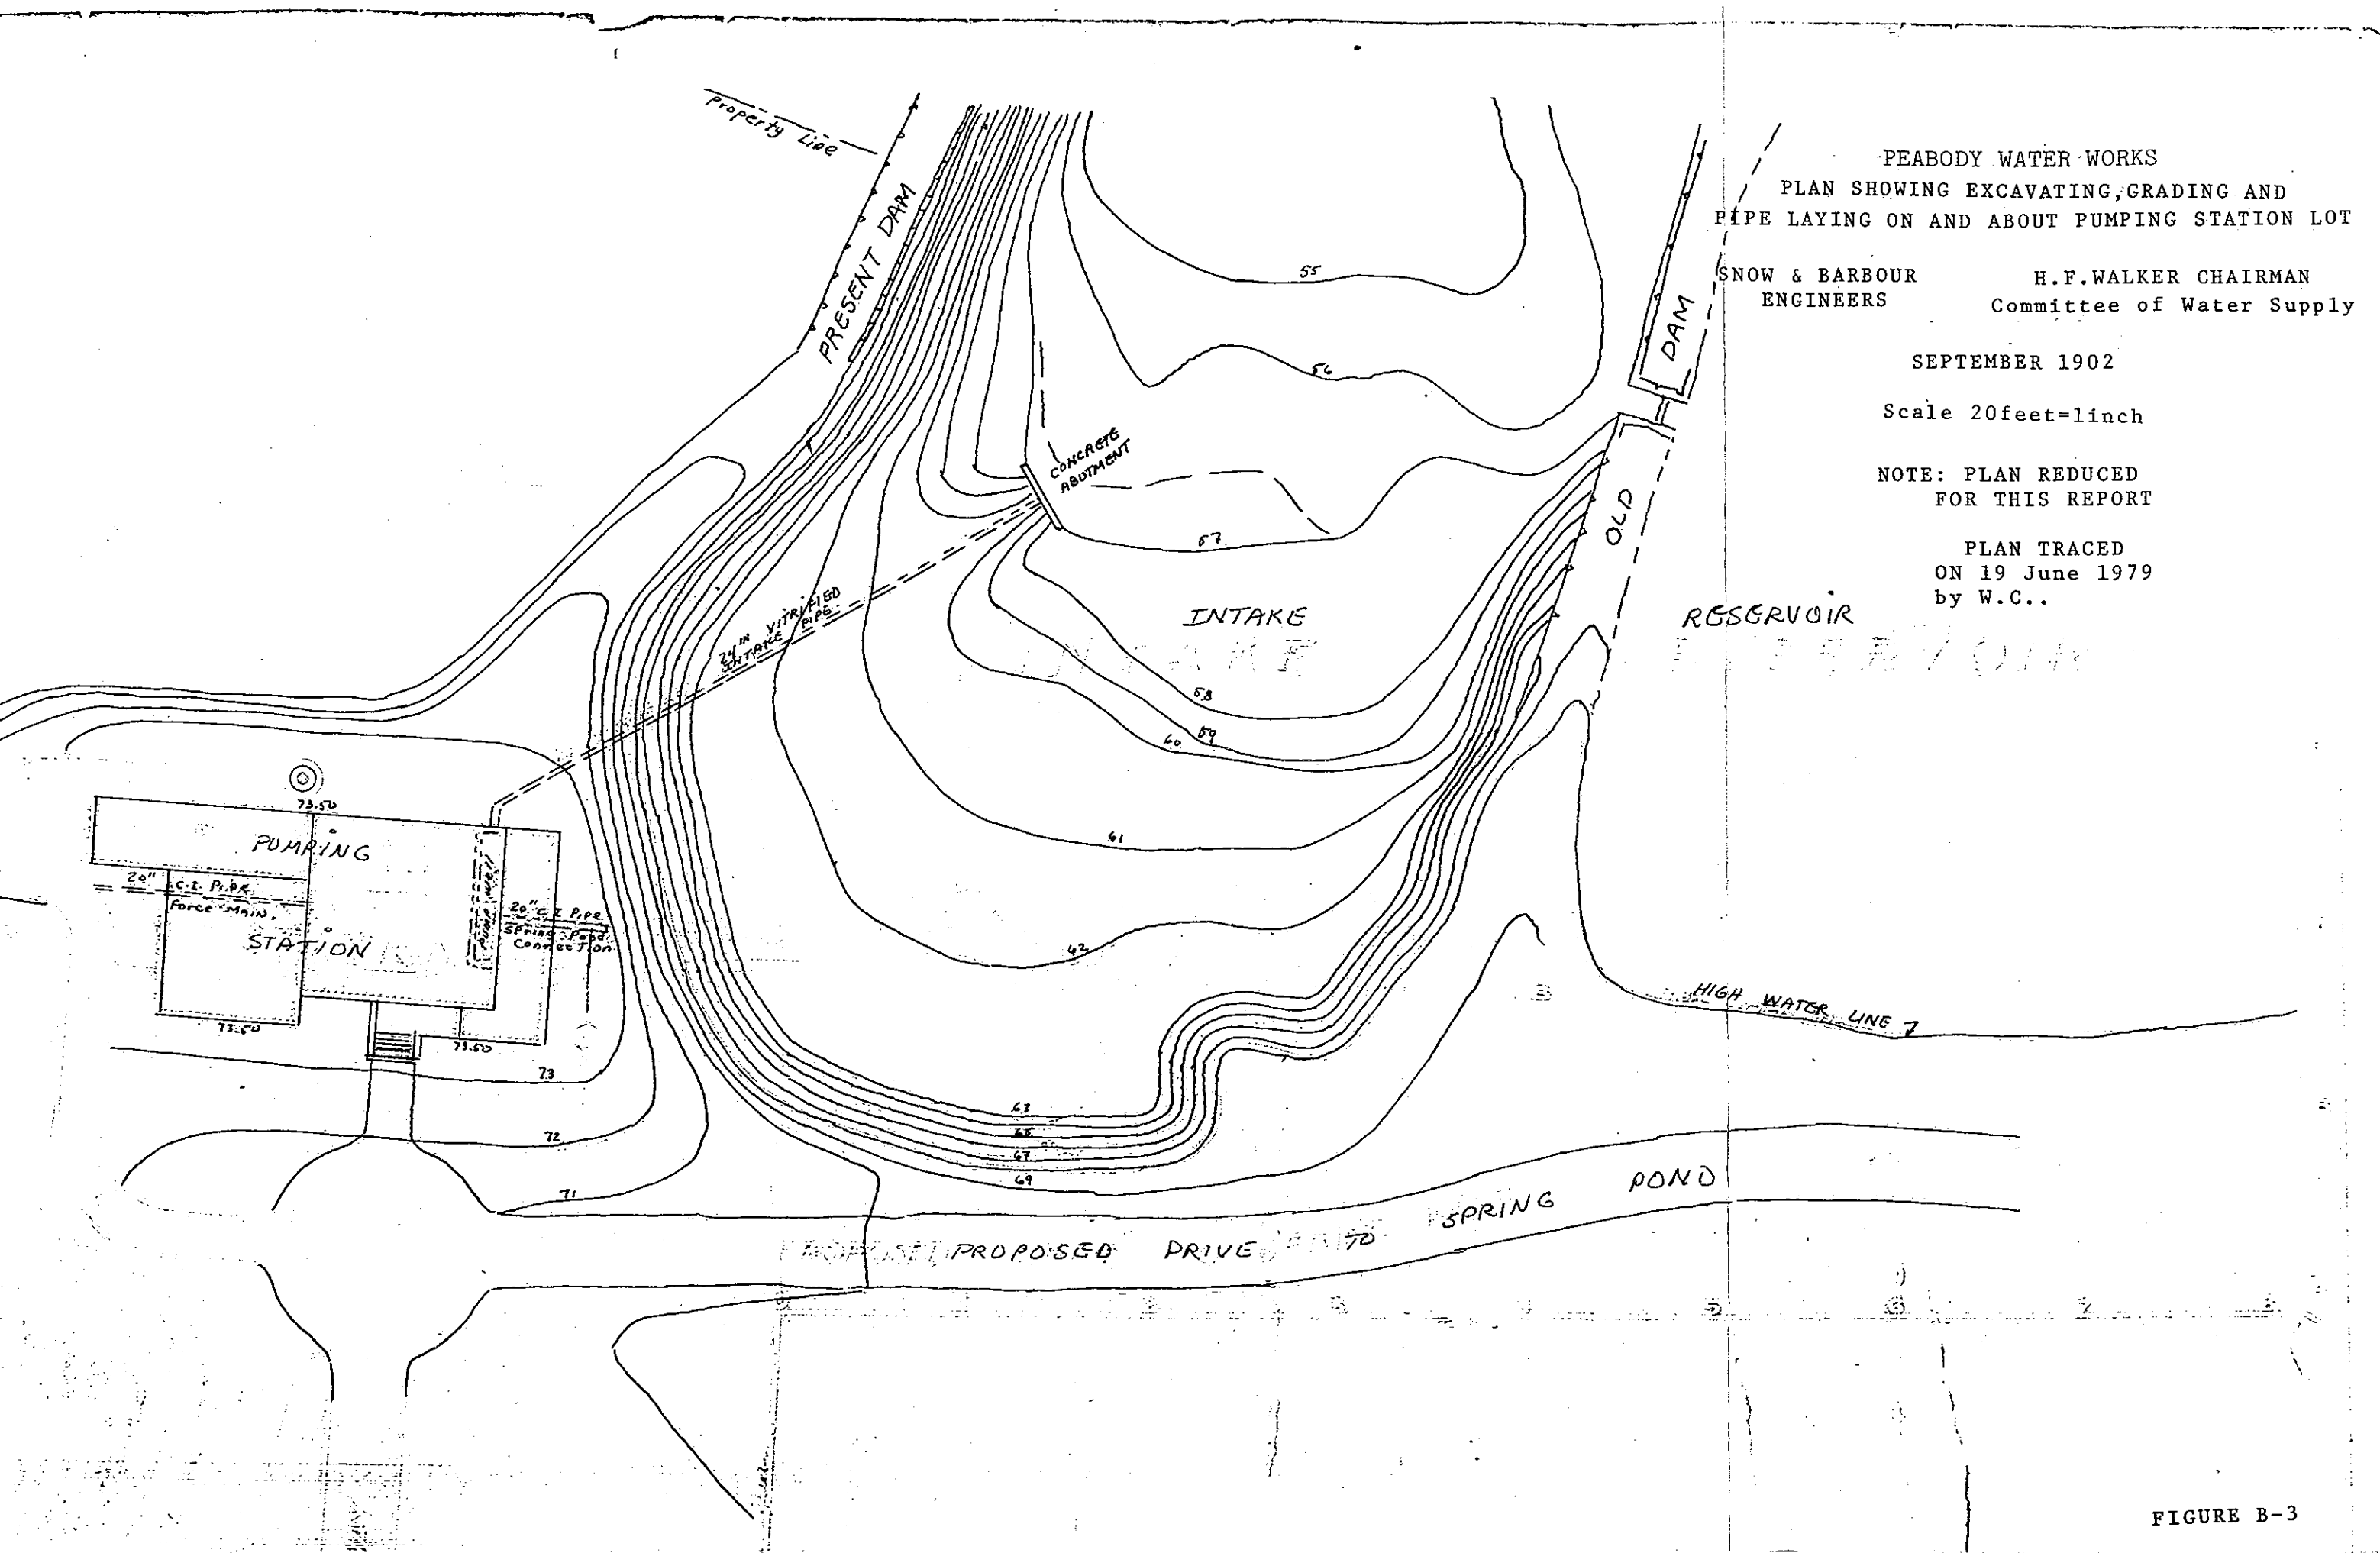 PEABODY WATER WORKS
PLAN SHOWING EXCAVATING, GRADING AND
PIPE LAYING ON AND ABOUT PUMPING STATION LOT
SNOW & BARBOUR
ENGINEERS
H.F.WALKER CHAIRMAN
Committee of Water Supply
SEPTEMBER 1902
Scale 20feet=1inch
NOTE: PLAN REDUCED
FOR THIS REPORT
PLAN TRACED
ON 19 June 1979
by W.C..
Property Line
PRESENT DAM
55
56
DAM
CONCRETE
ABUTMENT
OLD
57
24" IN VITRIFIED
INTAKE PIPE
INTAKE
RESERVOIR
58
59
60
61
62
73.50
PUMPING
20" C.I. Pipe
Force MAIN.
PUMP WELL
20" C.I. Pipe
Spring Pond
Connection
STATION
73.50
73.50
HIGH WATER LINE
73
72
71
63
65
67
69
PROPOSED DRIVE TO SPRING POND
FIGURE B-3